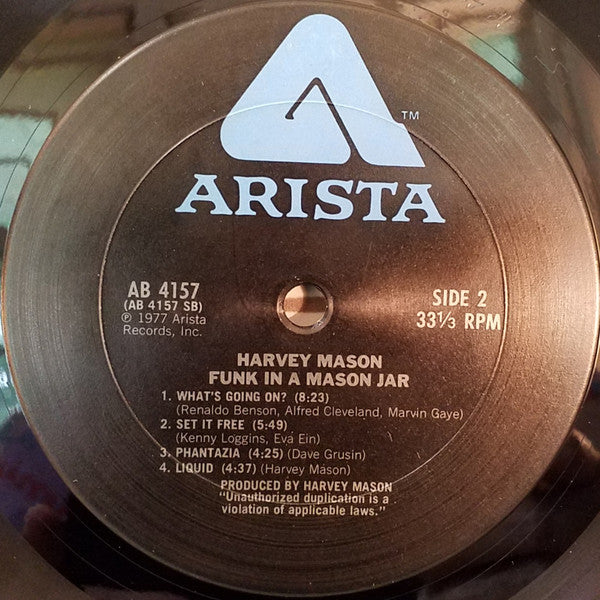 ™
ARISTA
AB 4157
(AB 4157 SB)
℗ 1977 Arista
Records, Inc.
SIDE 2
33⅓ RPM
HARVEY MASON
FUNK IN A MASON JAR
1. WHAT'S GOING ON? (8:23)
(Renaldo Benson, Alfred Cleveland, Marvin Gaye)
2. SET IT FREE (5:49)
(Kenny Loggins, Eva Ein)
3. PHANTAZIA (4:25) (Dave Grusin)
4. LIQUID (4:37) (Harvey Mason)
PRODUCED BY HARVEY MASON
"Unauthorized duplication is a
violation of applicable laws."